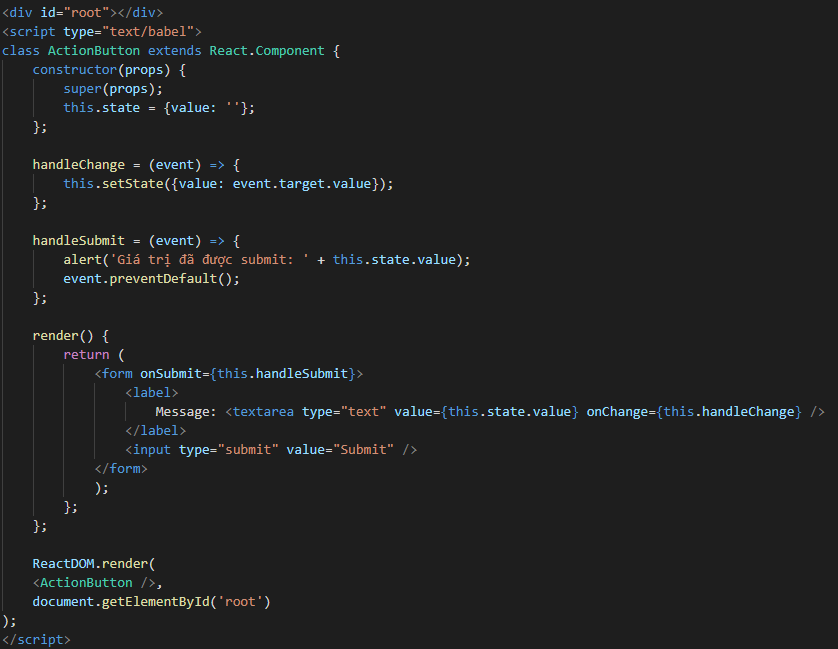 <div id="root"></div>
<script type="text/babel">
class ActionButton extends React.Component {
    constructor(props) {
        super(props);
        this.state = {value: ''};
    };

    handleChange = (event) => {
        this.setState({value: event.target.value});
    };

    handleSubmit = (event) => {
        alert('Giá trị đã được submit: ' + this.state.value);
        event.preventDefault();
    };

    render() {
        return (
            <form onSubmit={this.handleSubmit}>
                <label>
                    Message: <textarea type="text" value={this.state.value} onChange={this.handleChange} />
                </label>
                <input type="submit" value="Submit" />
            </form>
            );
        };
    };

    ReactDOM.render(
    <ActionButton />,
    document.getElementById('root')
);
</script>